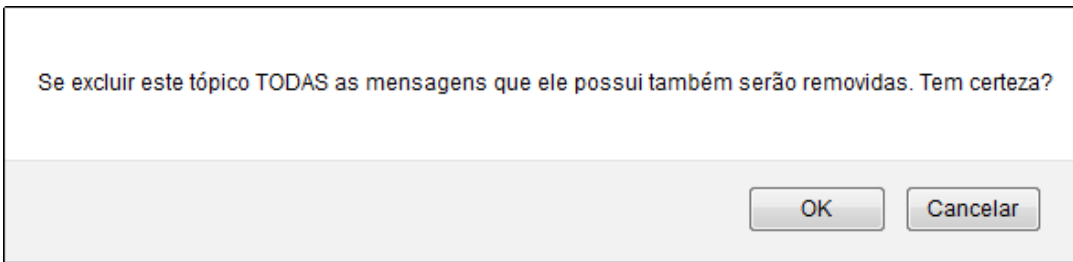 Se excluir este tópico TODAS as mensagens que ele possui também serão removidas. Tem certeza?
OK
Cancelar